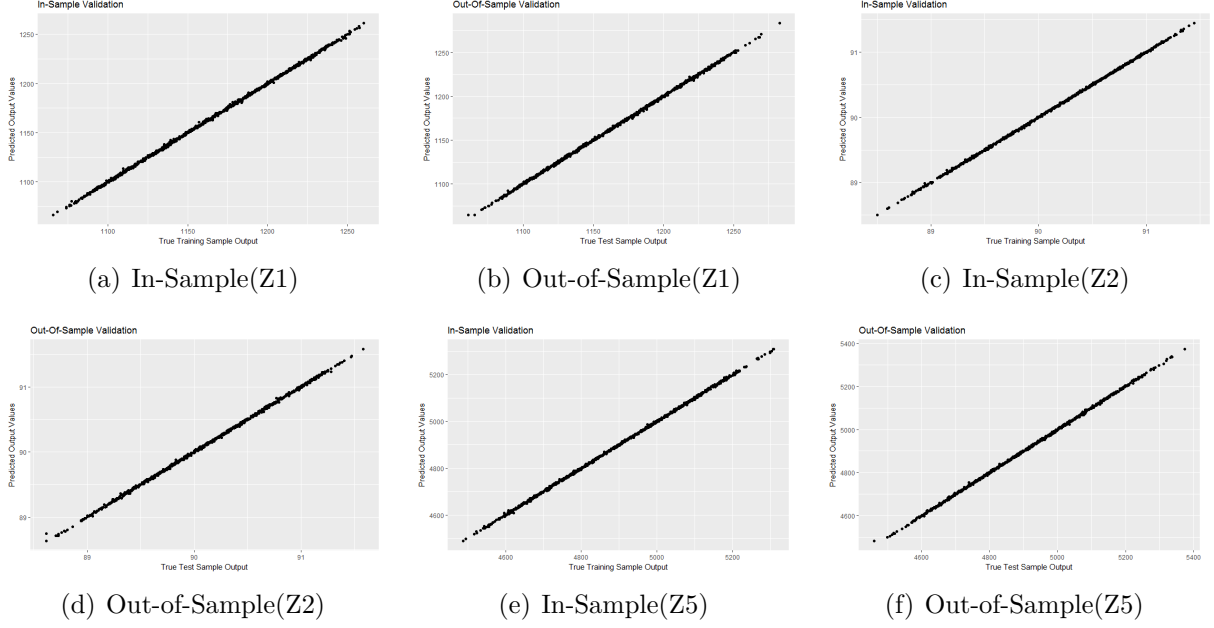 In-Sample Validation
Predicted Output Values
1250
1200
1150
1100
1100
1150
1200
1250
True Training Sample Output
(a) In-Sample(Z1)
Out-Of-Sample Validation
Predicted Output Values
1250
1200
1150
1100
1100
1150
1200
1250
True Test Sample Output
(b) Out-of-Sample(Z1)
In-Sample Validation
Predicted Output Values
91
90
89
89
90
91
True Training Sample Output
(c) In-Sample(Z2)
Out-Of-Sample Validation
Predicted Output Values
91
90
89
89
90
91
True Test Sample Output
(d) Out-of-Sample(Z2)
In-Sample Validation
Predicted Output Values
5200
5000
4800
4600
4600
4800
5000
5200
True Training Sample Output
(e) In-Sample(Z5)
Out-Of-Sample Validation
Predicted Output Values
5400
5200
5000
4800
4600
4600
4800
5000
5200
5400
True Test Sample Output
(f) Out-of-Sample(Z5)